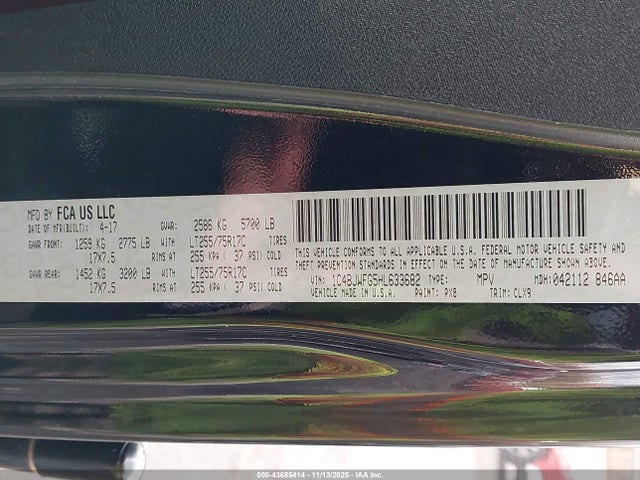 MFD BY FCA US LLC
DATE OF MFR(BUILT): 4-17 GVWR: 2586 KG 5700 LB
GAWR FRONT: 1259 KG 2775 LB WITH LT255/75R17C TIRES
17X7.5 RIMS AT 255 KPA / 37 PSI COLD
GAWR REAR: 1452 KG 3200 LB WITH LT255/75R17C TIRES
17X7.5 RIMS AT 255 KPA / 37 PSI COLD
THIS VEHICLE CONFORMS TO ALL APPLICABLE U.S.A. FEDERAL MOTOR VEHICLE SAFETY AND
THEFT PREVENTION STANDARDS IN EFFECT ON THE DATE OF MANUFACTURE SHOWN ABOVE.
VIN: 1C4BJWFG5HL633682 TYPE: MPV MDH: 042112 846AA
VEHICLE MADE IN U.S.A. PAINT: PX8 TRIM: CLX9
000-43685414 - 11/13/2025 - IAAI.COM